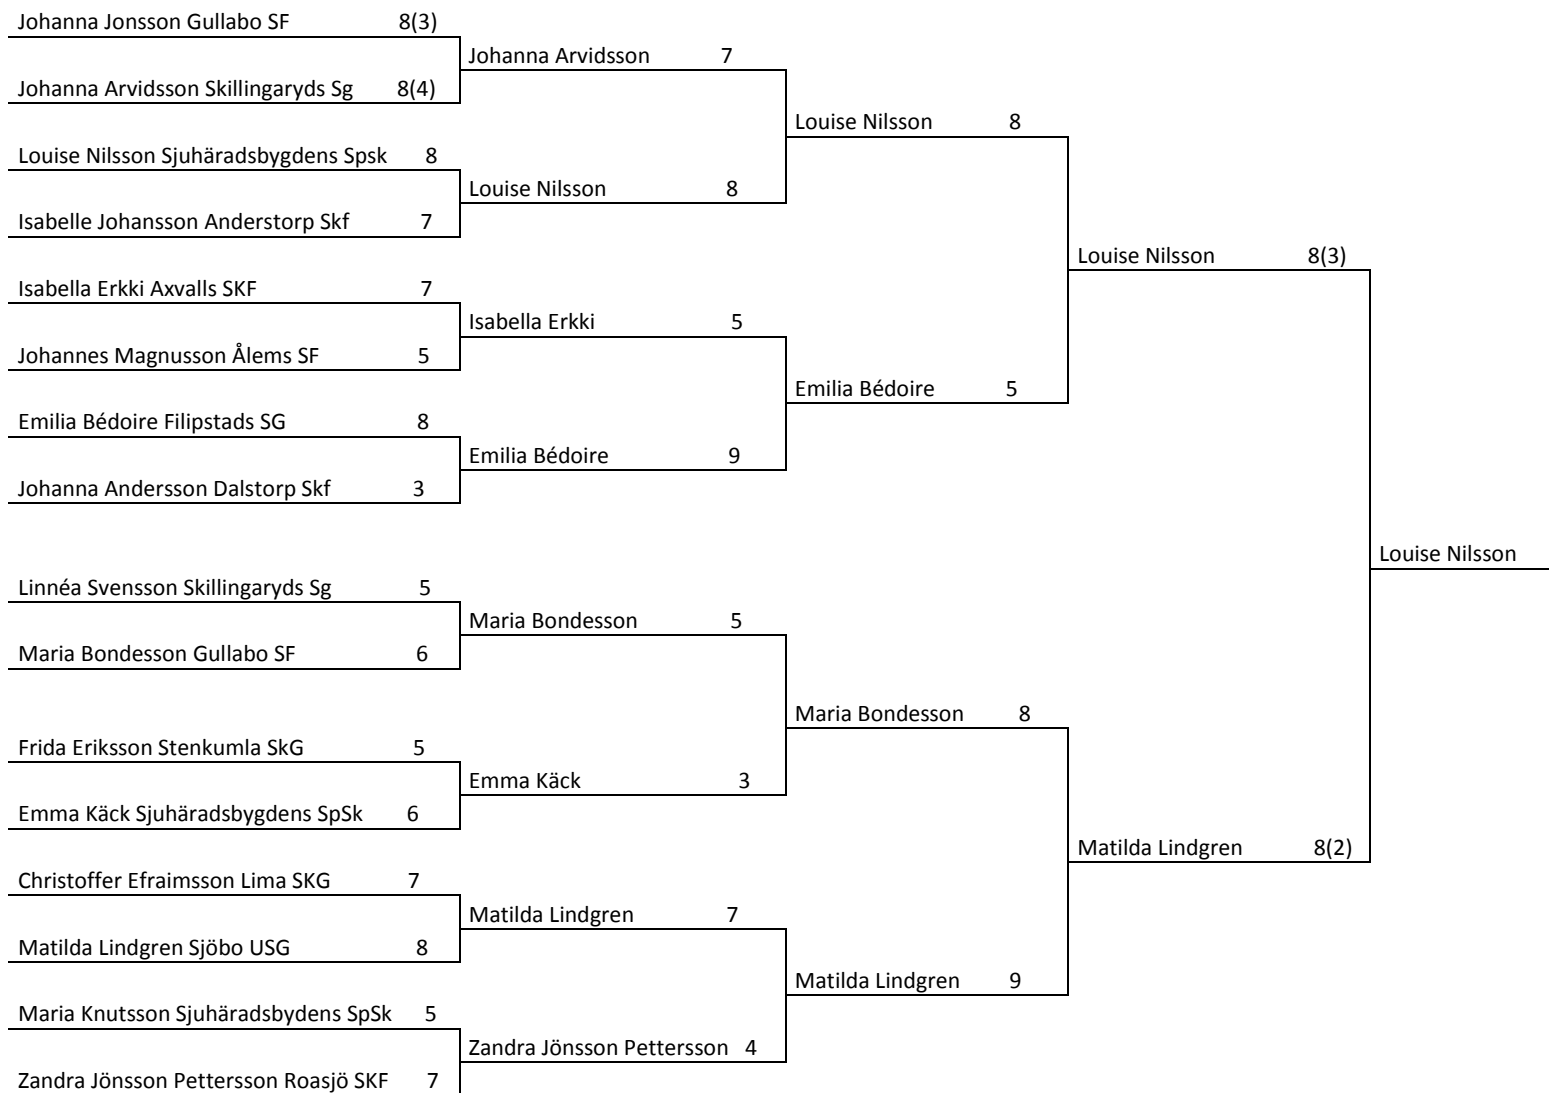 Johanna Jonsson Gullabo SF 8(3)
Johanna Arvidsson 7
Johanna Arvidsson Skillingaryds Sg 8(4)
Louise Nilsson 8
Louise Nilsson Sjuhäradsbygdens Spsk 8
Louise Nilsson 8
Isabelle Johansson Anderstorp Skf 7
Louise Nilsson 8(3)
Isabella Erkki Axvalls SKF 7
Isabella Erkki 5
Johannes Magnusson Ålems SF 5
Emilia Bédoire 5
Emilia Bédoire Filipstads SG 8
Emilia Bédoire 9
Johanna Andersson Dalstorp Skf 3
Louise Nilsson
Linnéa Svensson Skillingaryds Sg 5
Maria Bondesson 5
Maria Bondesson Gullabo SF 6
Maria Bondesson 8
Frida Eriksson Stenkumla SkG 5
Emma Käck 3
Emma Käck Sjuhäradsbygdens SpSk 6
Matilda Lindgren 8(2)
Christoffer Efraimsson Lima SKG 7
Matilda Lindgren 7
Matilda Lindgren Sjöbo USG 8
Matilda Lindgren 9
Maria Knutsson Sjuhäradsbydens SpSk 5
Zandra Jönsson Pettersson 4
Zandra Jönsson Pettersson Roasjö SKF 7